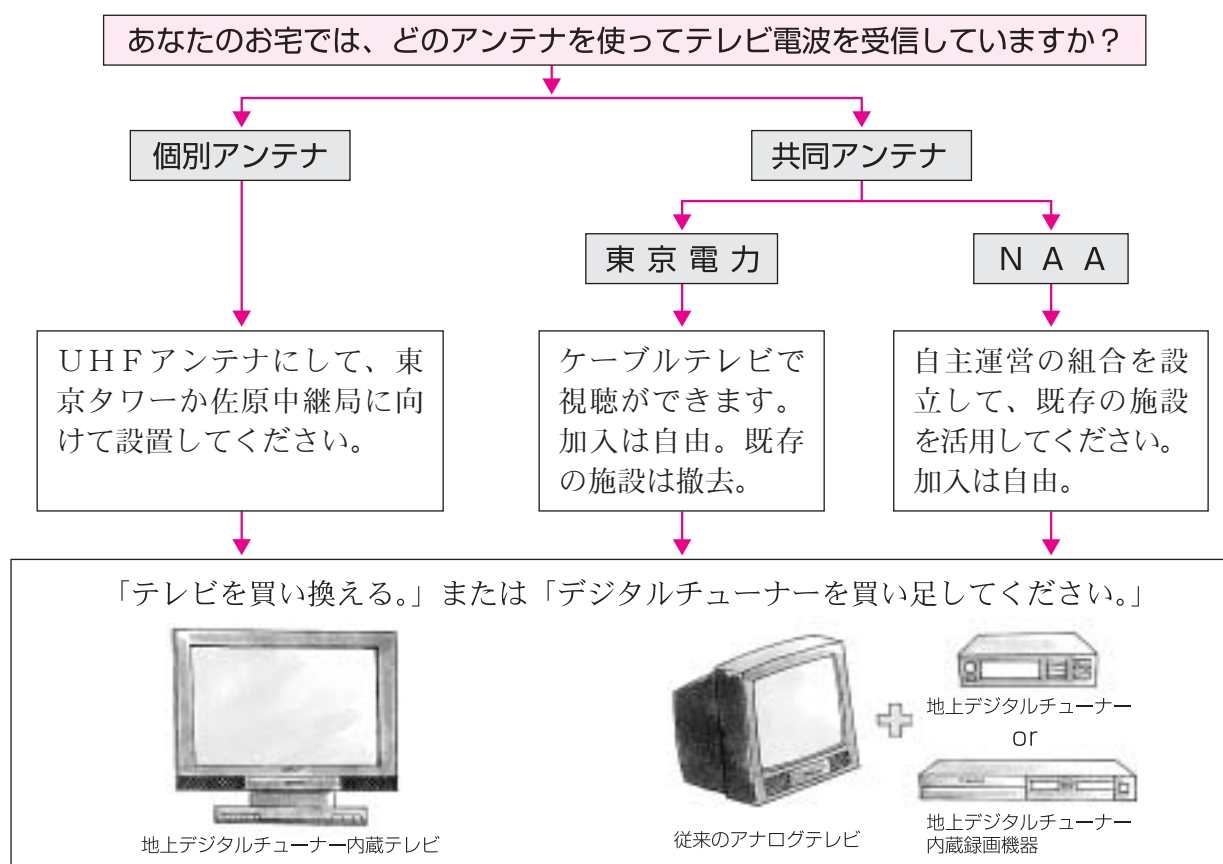 あなたのお宅では、どのアンテナを使ってテレビ電波を受信していますか？
個別アンテナ
共同アンテナ
東京電力
ＮＡＡ
ＵＨＦアンテナにして、東
京タワーか佐原中継局に向
けて設置してください。
ケーブルテレビで
視聴ができます。
加入は自由。既存
の施設は撤去。
自主運営の組合を設
立して、既存の施設
を活用してください。
加入は自由。
「テレビを買い換える。」または「デジタルチューナーを買い足してください。」
地上デジタルチューナー内蔵テレビ
従来のアナログテレビ
地上デジタルチューナー
or
地上デジタルチューナー
内蔵録画機器